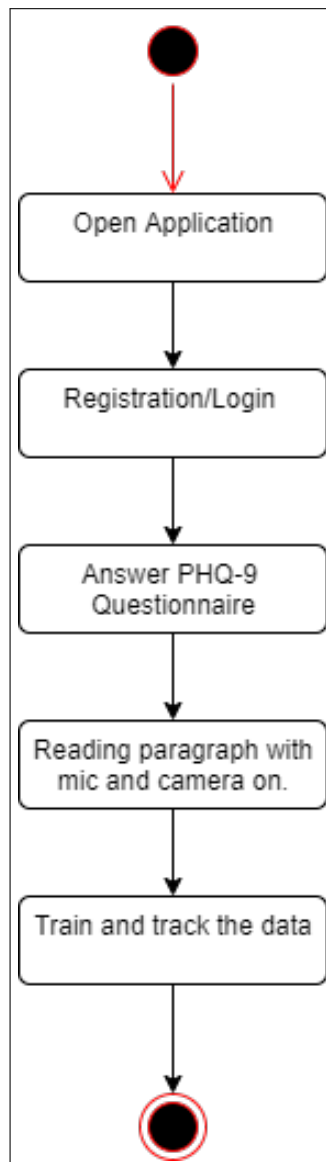 Open Application
Registration/Login
Answer PHQ-9
Questionnaire
Reading paragraph with
mic and camera on.
Train and track the data